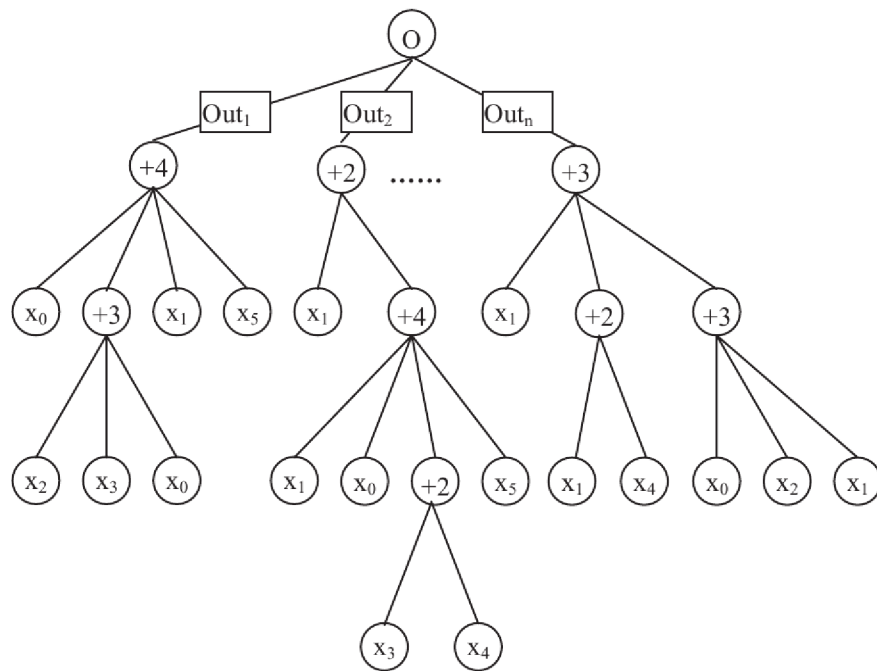 O
Out₁ Out₂ Outₙ
+4 +2 ...... +3
x₀ +3 x₁ x₅ x₁ +4 x₁ +2 +3
x₂ x₃ x₀ x₁ x₀ +2 x₅ x₁ x₄ x₀ x₂ x₁
x₃ x₄